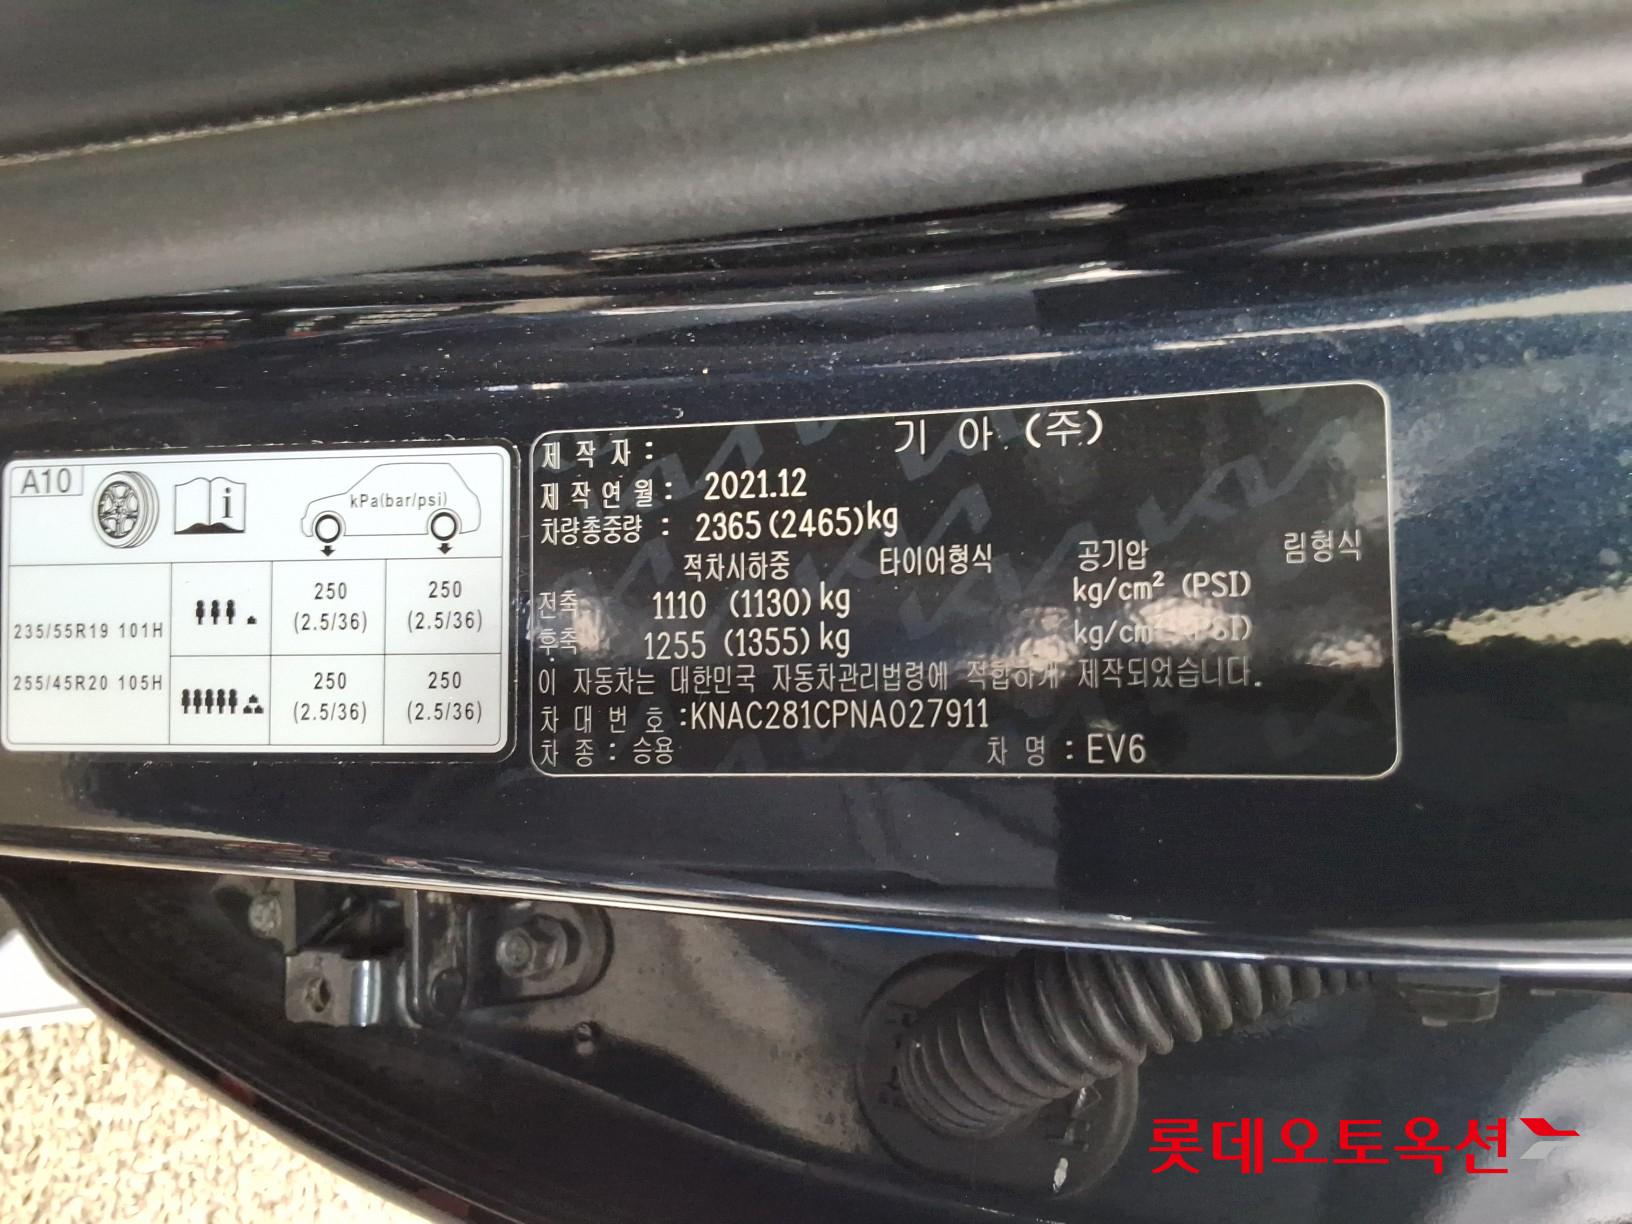 A10
kPa(bar/psi)
235/55R19 101H
255/45R20 105H
250
(2.5/36)
250
(2.5/36)
250
(2.5/36)
250
(2.5/36)
제작자 : 기아 (주)
제작연월 : 2021.12
차량총중량 : 2365 (2465)kg
적차시하중 타이어형식 공기압 림형식
전축 1110 (1130)kg kg/cm² (PSI)
후축 1255 (1355)kg kg/cm² (PSI)
이 자동차는 대한민국 자동차관리법령에 적합하게 제작되었습니다.
차대번호 :KNAC281CPNA027911
차종 : 승용 차명 : EV6
롯데오토옥션